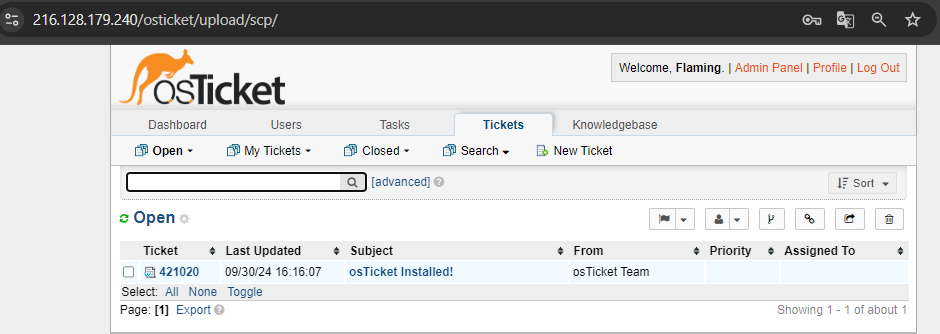 216.128.179.240/osticket/upload/scp/
osTicket
Welcome, Flaming. | Admin Panel | Profile | Log Out
Dashboard Users Tasks Tickets Knowledgebase
Open My Tickets Closed Search New Ticket
[advanced] ? Sort
Open
Ticket Last Updated Subject From Priority Assigned To
421020 09/30/24 16:16:07 osTicket Installed! osTicket Team
Select: All None Toggle
Page: [1] Export ? Showing 1 - 1 of about 1